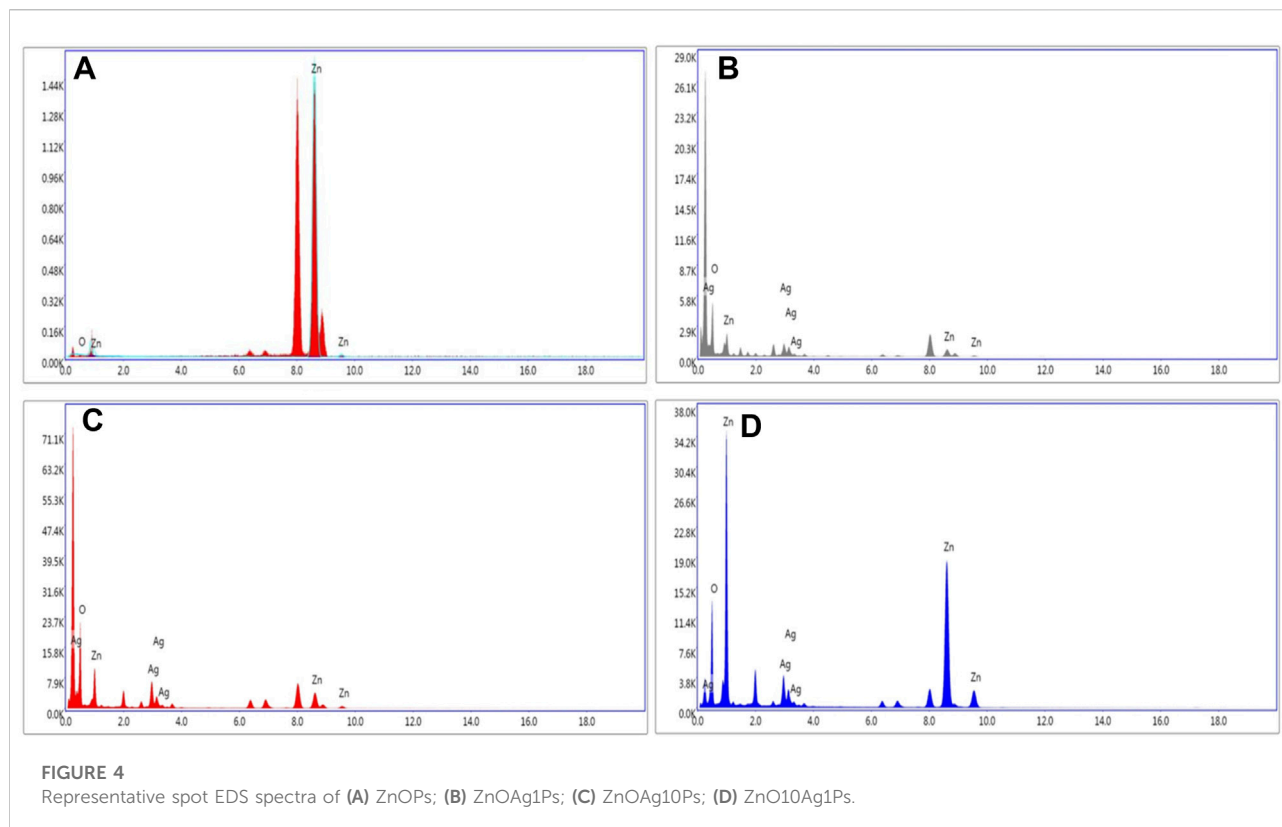 A
Zn
1.44K
1.28K
1.12K
0.96K
0.80K
0.64K
0.48K
0.32K
0.16K
O Zn Zn
0.00K
0.0 2.0 4.0 6.0 8.0 10.0 12.0 14.0 16.0 18.0
B
29.0K
26.1K
23.2K
20.3K
17.4K
14.5K
11.6K
8.7K
O
Ag Ag
5.8K
Ag
Zn
2.9K
Ag Zn Zn
0.0K
0.0 2.0 4.0 6.0 8.0 10.0 12.0 14.0 16.0 18.0
C
71.1K
63.2K
55.3K
47.4K
39.5K
31.6K
23.7K
O
Ag Ag
15.8K
Zn Ag
7.9K
Ag Zn Zn
0.0K
0.0 2.0 4.0 6.0 8.0 10.0 12.0 14.0 16.0 18.0
D
38.0K
Zn
34.2K
30.4K
26.6K
22.8K
19.0K
Zn
15.2K
O
11.4K
Ag
7.6K
Ag
3.8K
Ag Ag Zn
0.0K
0.0 2.0 4.0 6.0 8.0 10.0 12.0 14.0 16.0 18.0
FIGURE 4
Representative spot EDS spectra of (A) ZnOPs; (B) ZnOAg1Ps; (C) ZnOAg10Ps; (D) ZnO10Ag1Ps.